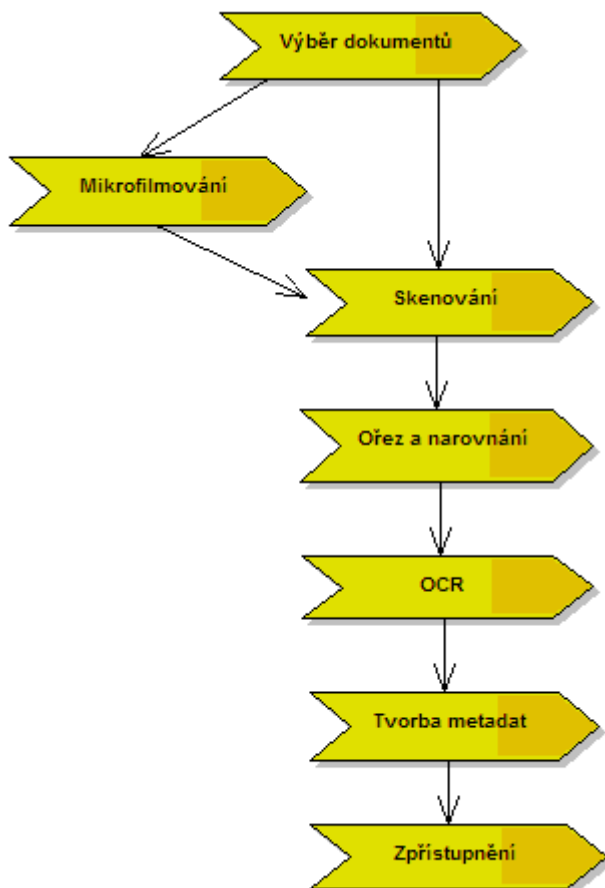 Výběr dokumentů
Mikrofilmování
Skenování
Ořez a narovnání
OCR
Tvorba metadat
Zpřístupnění